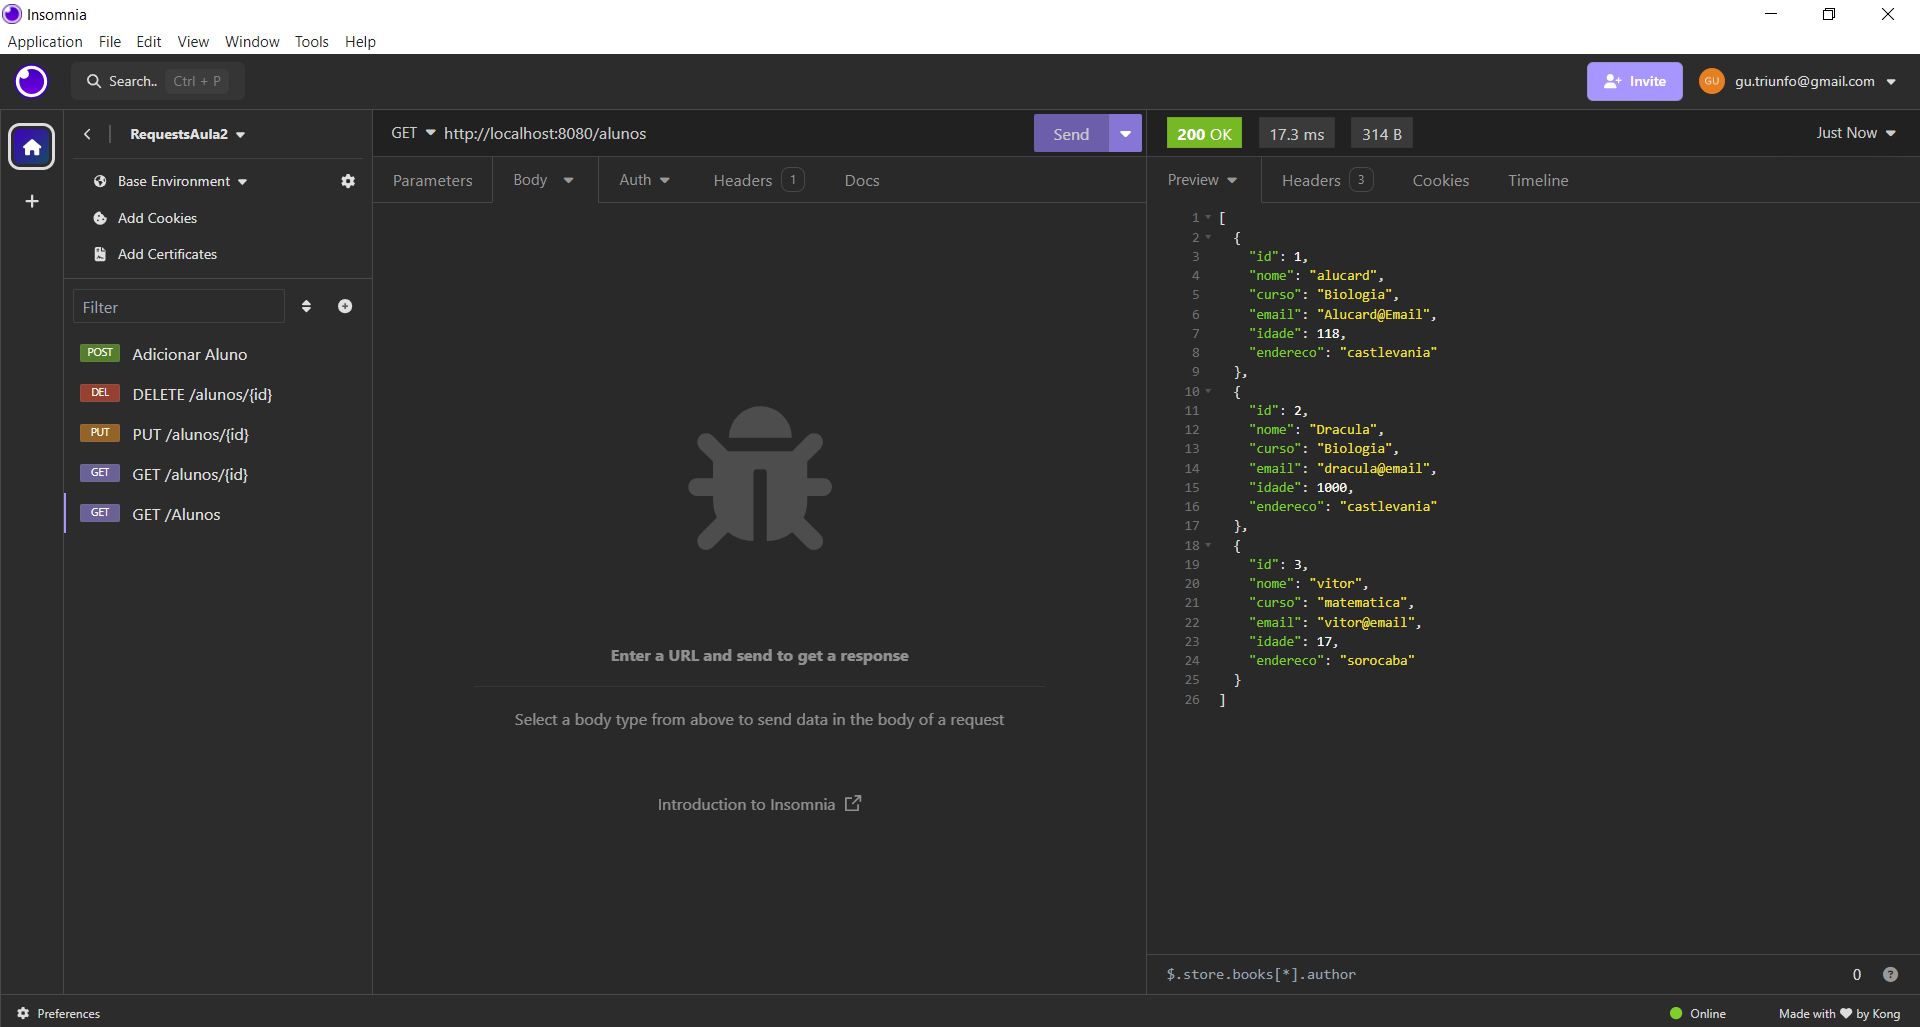 Insomnia
Application File Edit View Window Tools Help
Search.. Ctrl + P
Invite
GU gu.triunfo@gmail.com
RequestsAula2
Base Environment
Add Cookies
Add Certificates
Filter
POST Adicionar Aluno
DEL DELETE /alunos/{id}
PUT PUT /alunos/{id}
GET GET /alunos/{id}
GET GET /Alunos
GET http://localhost:8080/alunos Send
Parameters Body Auth Headers 1 Docs
Enter a URL and send to get a response
Select a body type from above to send data in the body of a request
Introduction to Insomnia
200 OK 17.3 ms 314 B Just Now
Preview Headers 3 Cookies Timeline
1 [
2 {
3 "id": 1,
4 "nome": "alucard",
5 "curso": "Biologia",
6 "email": "Alucard@Email",
7 "idade": 118,
8 "endereco": "castlevania"
9 },
10 {
11 "id": 2,
12 "nome": "Dracula",
13 "curso": "Biologia",
14 "email": "dracula@email",
15 "idade": 1000,
16 "endereco": "castlevania"
17 },
18 {
19 "id": 3,
20 "nome": "vitor",
21 "curso": "matematica",
22 "email": "vitor@email",
23 "idade": 17,
24 "endereco": "sorocaba"
25 }
26 ]
$.store.books[*].author 0 ?
Preferences
Online
Made with ❤ by Kong